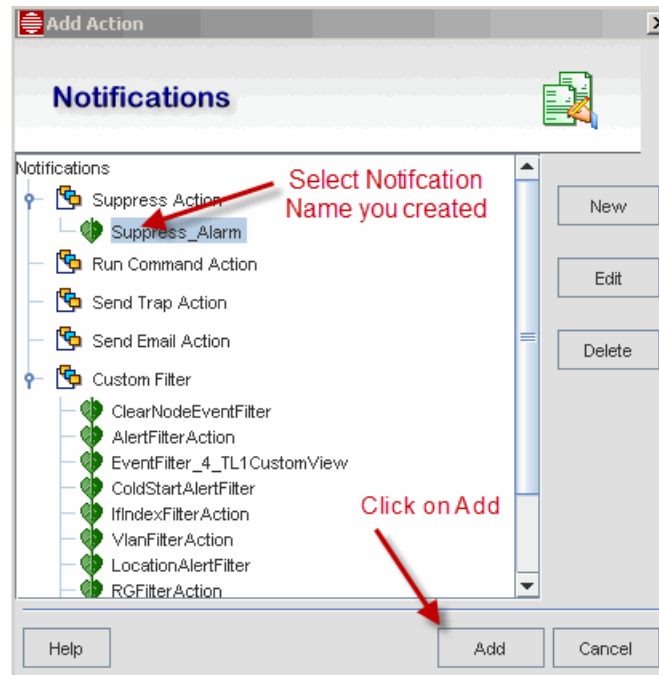 Add Action
Notifications
Notifications
Suppress Action
Select Notifcation
Name you created
Suppress_Alarm
New
Run Command Action
Edit
Send Trap Action
Send Email Action
Delete
Custom Filter
ClearNodeEventFilter
AlertFilterAction
EventFilter_4_TL1CustomView
ColdStartAlertFilter
Click on Add
IfIndexFilterAction
VlanFilterAction
LocationAlertFilter
RGFilterAction
Help
Add
Cancel